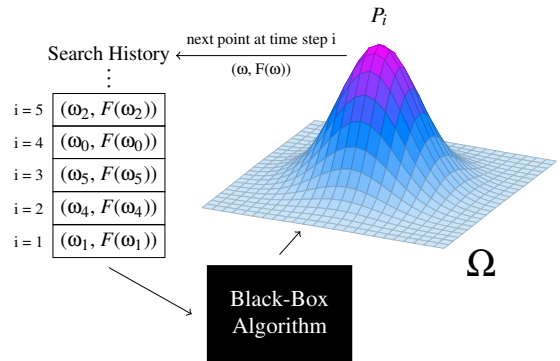 P_i
next point at time step i
(ω, F(ω))
Search History
⋮
i = 5 (ω₂, F(ω₂))
i = 4 (ω₀, F(ω₀))
i = 3 (ω₅, F(ω₅))
i = 2 (ω₄, F(ω₄))
i = 1 (ω₁, F(ω₁))
Ω
Black-Box
Algorithm